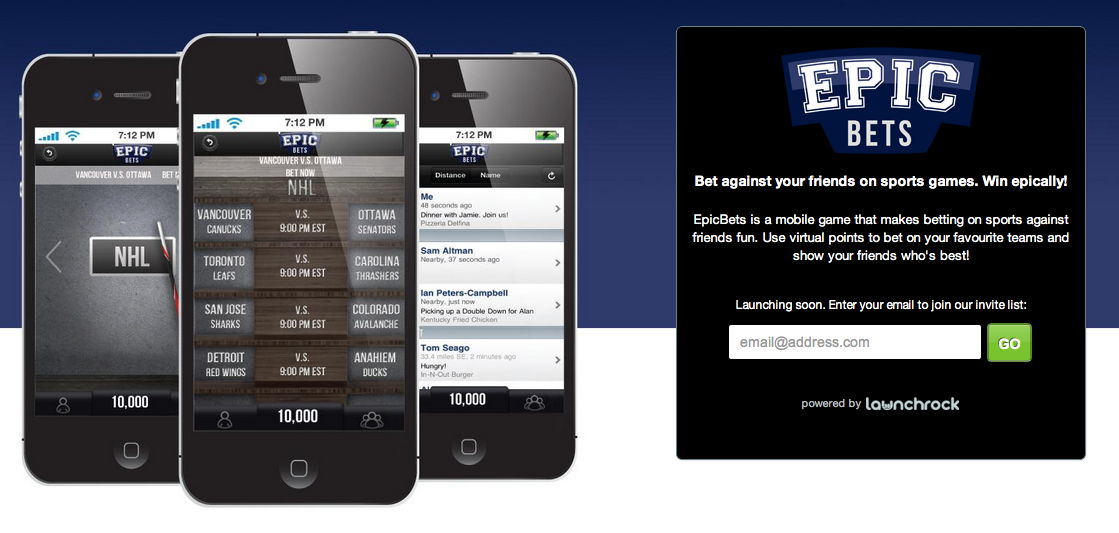 7:12 PM
EPIC
BETS
VANCOUVER V.S. OTTAWA
NHL
10,000
7:12 PM
EPIC
BETS
VANCOUVER V.S. OTTAWA
BET NOW
NHL
VANCOUVER
CANUCKS
V.S.
9:00 PM EST
OTTAWA
SENATORS
TORONTO
LEAFS
V.S.
9:00 PM EST
CAROLINA
THRASHERS
SAN JOSE
SHARKS
V.S.
9:00 PM EST
COLORADO
AVALANCHE
DETROIT
RED WINGS
V.S.
9:00 PM EST
ANAHIEM
DUCKS
10,000
7:12 PM
EPIC
BETS
Distance Name
Me
48 seconds ago
Dinner with Jamie. Join us!
Pizzeria Delfina
Sam Altman
Nearby, 37 seconds ago
Ian Peters-Campbell
Nearby, just now
Picking up a Double Down for Alan
Kentucky Fried Chicken
Tom Seago
33.4 miles SE, 2 minutes ago
Hungry!
In-N-Out Burger
10,000
EPIC
BETS
Bet against your friends on sports games. Win epically!
EpicBets is a mobile game that makes betting on sports against
friends fun. Use virtual points to bet on your favourite teams and
show your friends who's best!
Launching soon. Enter your email to join our invite list:
email@address.com
GO
powered by launchrock